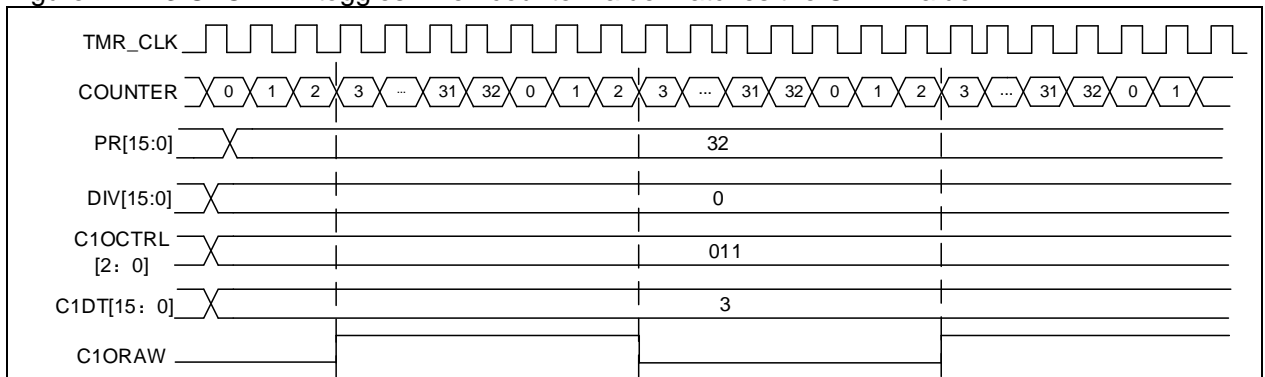 TMR_CLK
COUNTER 0 1 2 3 ... 31 32 0 1 2 3 ... 31 32 0 1 2 3 ... 31 32 0 1
PR[15:0] 32
DIV[15:0] 0
C1OCTRL
[2：0] 011
C1DT[15：0] 3
C1ORAW